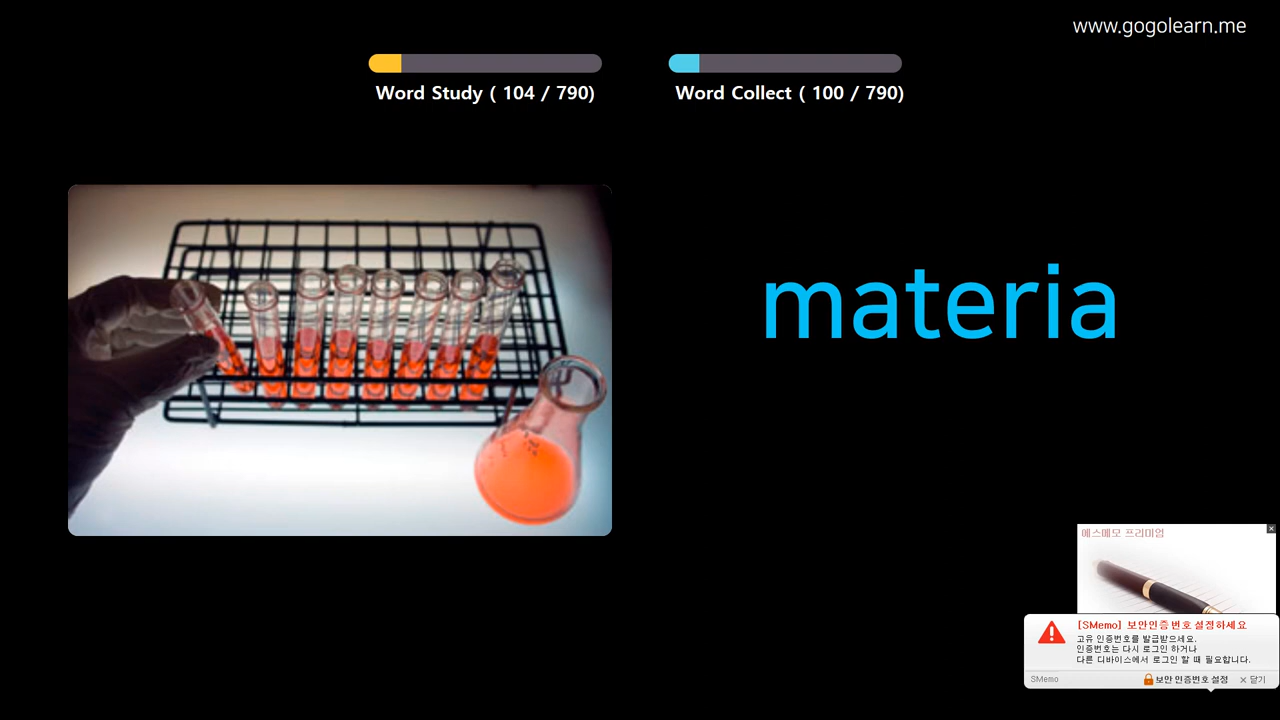 www.gogolearn.me
Word Study ( 104 / 790)
Word Collect ( 100 / 790)
materia
에스메모 프리미엄
[SMemo] 보안인증번호 설정하세요
고유 인증번호를 발급받으세요.
인증번호는 다시 로그인 하거나
다른 디바이스에서 로그인 할 때 필요합니다.
SMemo
보안 인증번호 설정
× 닫기